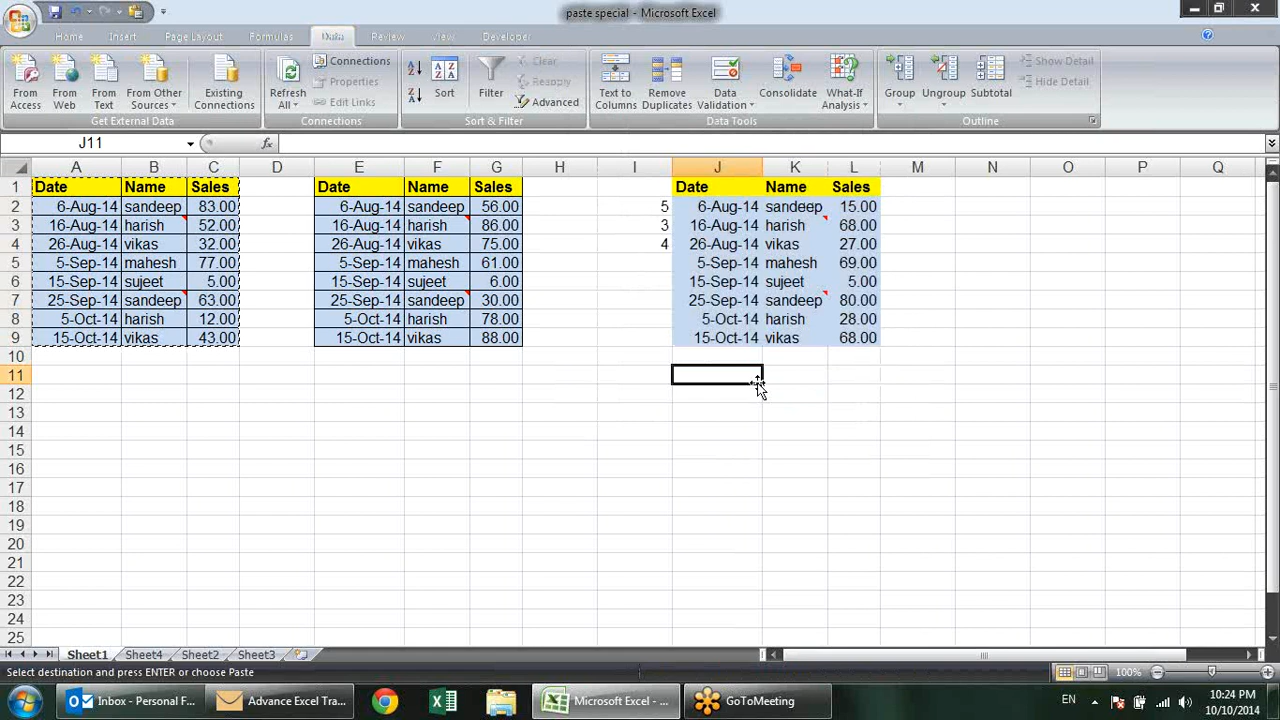 paste special - Microsoft Excel
Home Insert Page Layout Formulas Data Review View Developer
From Access
From Web
From Text
From Other Sources
Existing Connections
Get External Data
Refresh All
Connections
Properties
Edit Links
Connections
Sort
Filter
Clear
Reapply
Advanced
Sort & Filter
Text to Columns
Remove Duplicates
Data Validation
Consolidate
What-If Analysis
Data Tools
Group
Ungroup
Subtotal
Show Detail
Hide Detail
Outline
J11 fx
A B C D E F G H I J K L M N O P Q
1 Date Name Sales Date Name Sales Date Name Sales
2 6-Aug-14 sandeep 83.00 6-Aug-14 sandeep 56.00 5 6-Aug-14 sandeep 15.00
3 16-Aug-14 harish 52.00 16-Aug-14 harish 86.00 3 16-Aug-14 harish 68.00
4 26-Aug-14 vikas 32.00 26-Aug-14 vikas 75.00 4 26-Aug-14 vikas 27.00
5 5-Sep-14 mahesh 77.00 5-Sep-14 mahesh 61.00 5-Sep-14 mahesh 69.00
6 15-Sep-14 sujeet 5.00 15-Sep-14 sujeet 6.00 15-Sep-14 sujeet 5.00
7 25-Sep-14 sandeep 63.00 25-Sep-14 sandeep 30.00 25-Sep-14 sandeep 80.00
8 5-Oct-14 harish 12.00 5-Oct-14 harish 78.00 5-Oct-14 harish 28.00
9 15-Oct-14 vikas 43.00 15-Oct-14 vikas 88.00 15-Oct-14 vikas 68.00
10
11
12
13
14
15
16
17
18
19
20
21
22
23
24
25
Sheet1 Sheet4 Sheet2 Sheet3
Select destination and press ENTER or choose Paste 100%
Inbox - Personal F... Advance Excel Tra... Microsoft Excel - ... GoToMeeting EN 10:24 PM
10/10/2014